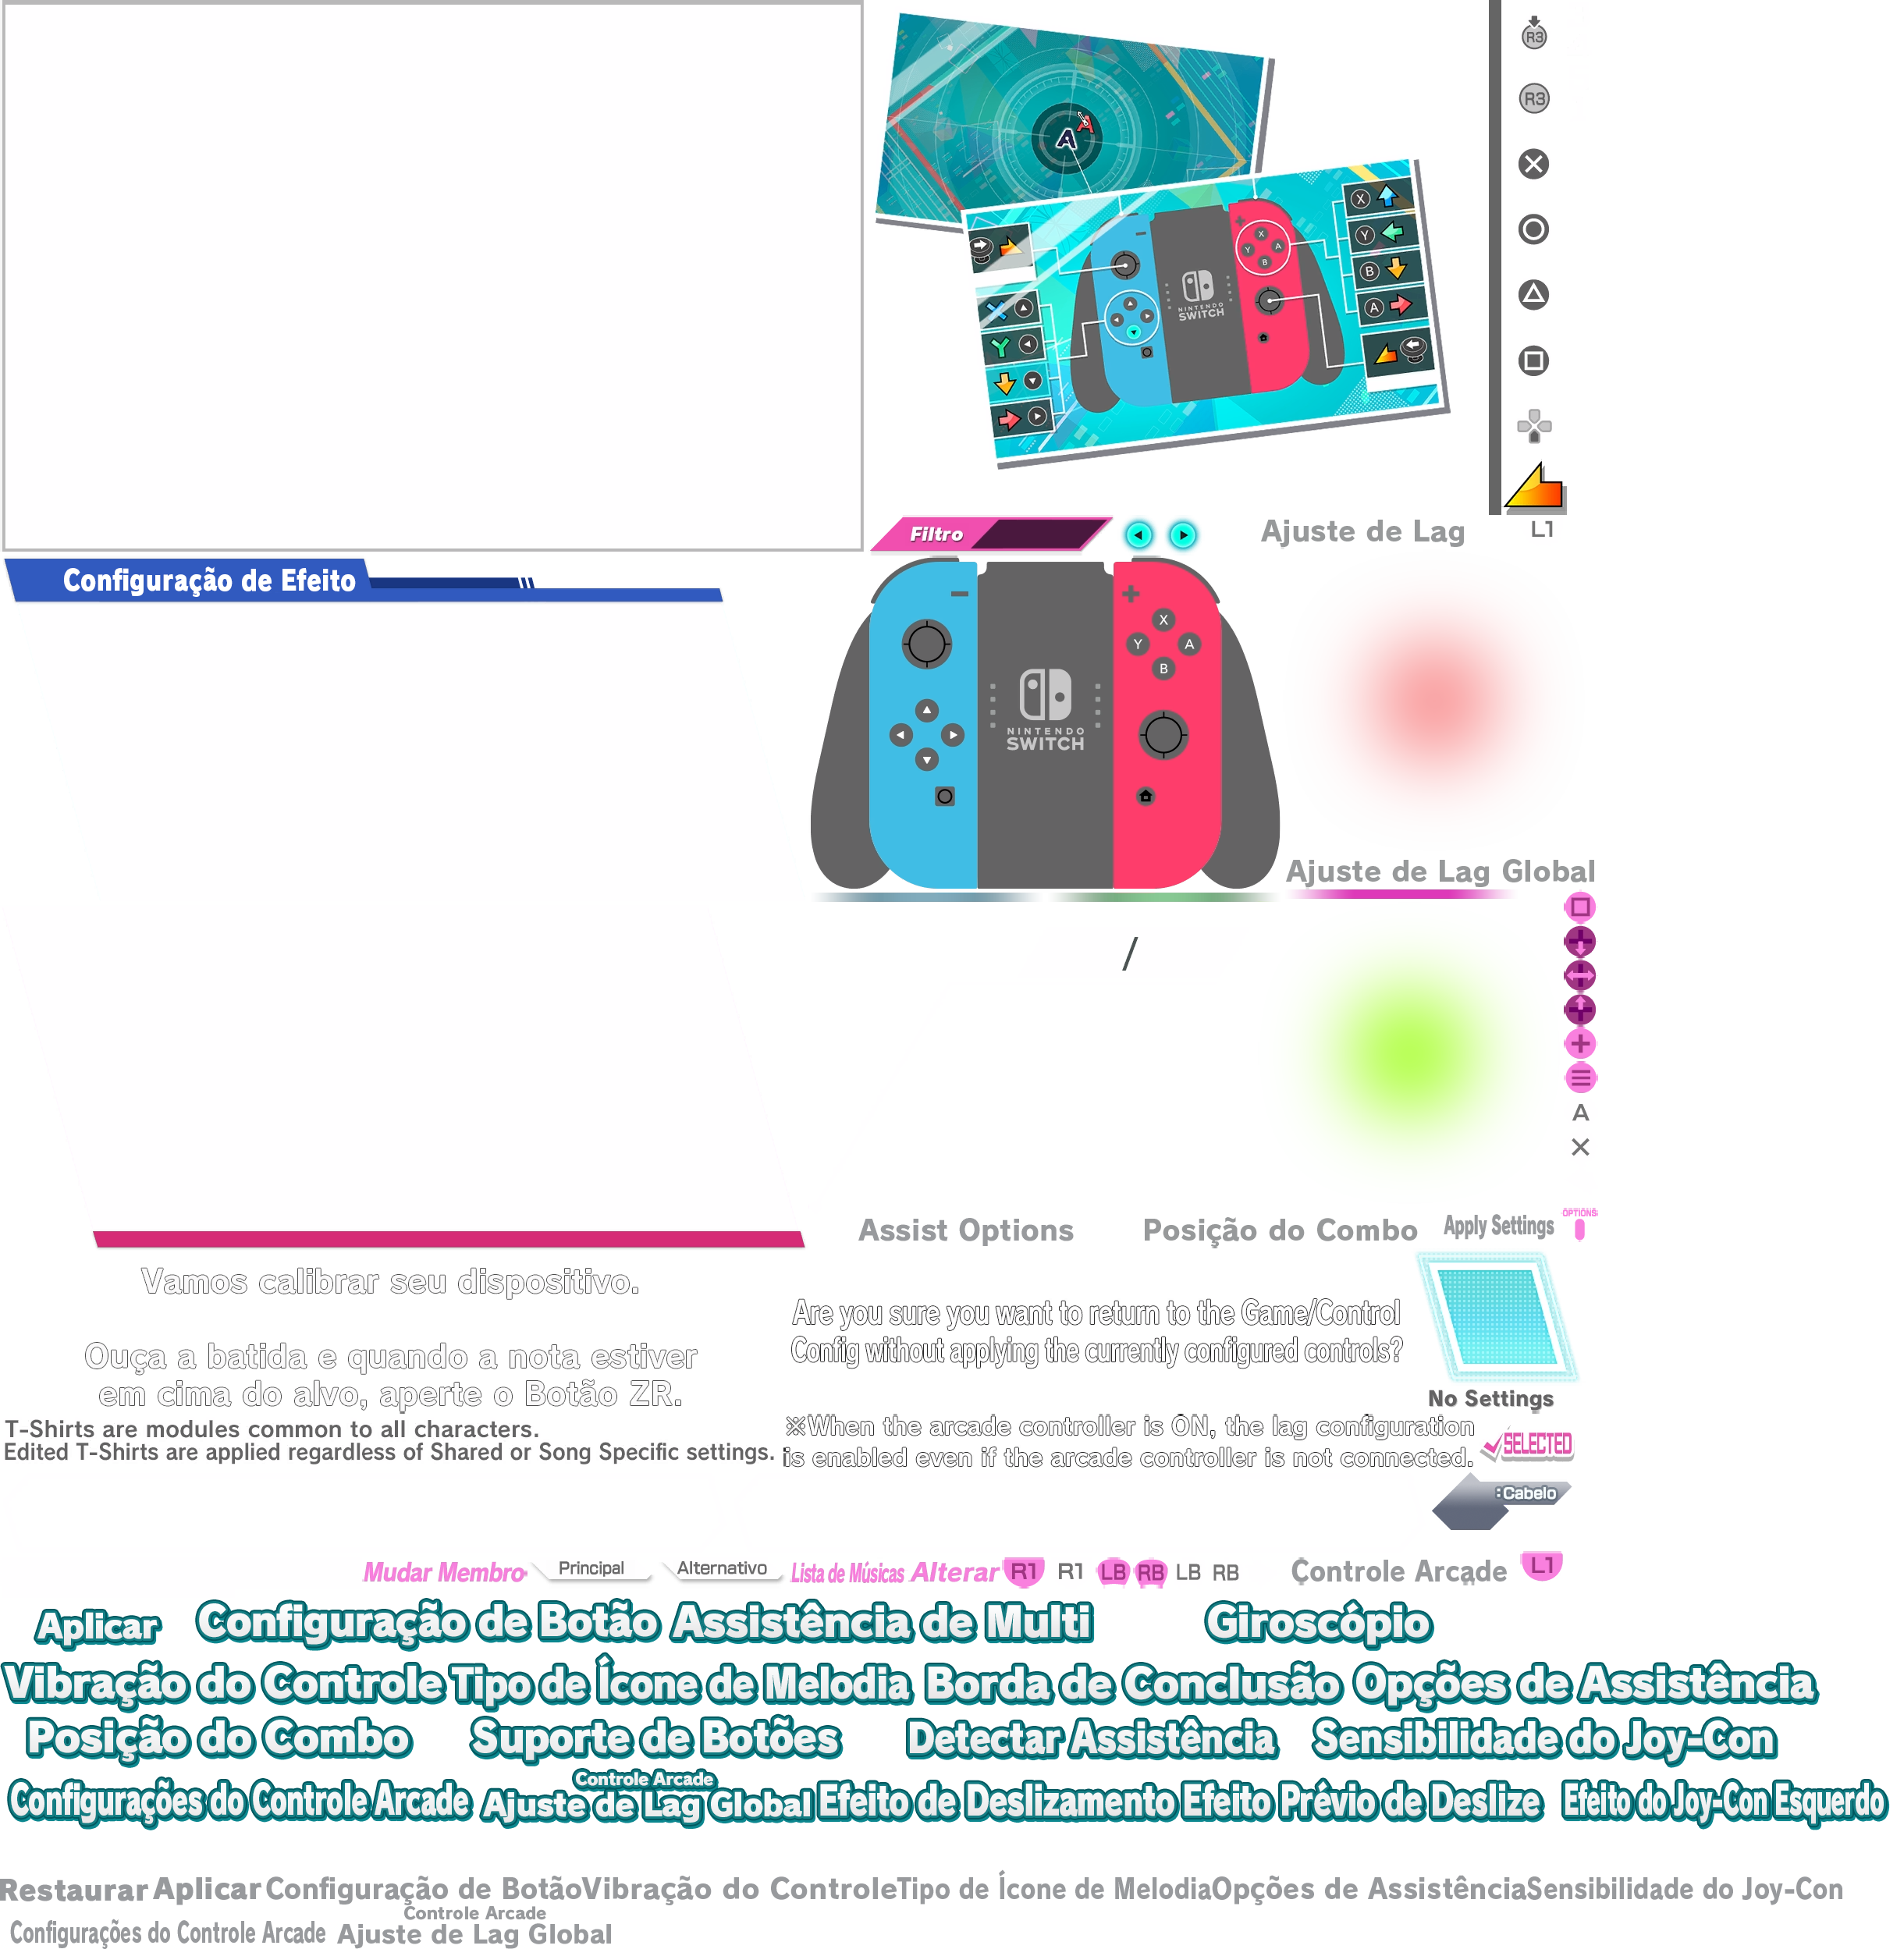 R3
R3
A
A
X
Y
B
A
X
Y
A
B
NINTENDO
SWITCH
Y
Filtro
Ajuste de Lag
L1
Configuração de Efeito
X
Y
A
B
NINTENDO
SWITCH
Ajuste de Lag Global
/
A
OPTIONS
Assist Options
Posição do Combo
Apply Settings
Vamos calibrar seu dispositivo.
Ouça a batida e quando a nota estiver
em cima do alvo, aperte o Botão ZR.
Are you sure you want to return to the Game/Control
Config without applying the currently configured controls?
No Settings
T-Shirts are modules common to all characters.
Edited T-Shirts are applied regardless of Shared or Song Specific settings.
※When the arcade controller is ON, the lag configuration
is enabled even if the arcade controller is not connected.
SELECTED
:Cabelo
Mudar Membro
Principal
Alternativo
Lista de Músicas
Alterar
R1
R1
LB
RB
LB
RB
Controle Arcade
L1
Aplicar
Configuração de Botão
Assistência de Multi
Giroscópio
Vibração do Controle
Tipo de Ícone de Melodia
Borda de Conclusão
Opções de Assistência
Posição do Combo
Suporte de Botões
Detectar Assistência
Sensibilidade do Joy-Con
Configurações do Controle Arcade
Controle Arcade
Ajuste de Lag Global
Efeito de Deslizamento
Efeito Prévio de Deslize
Efeito do Joy-Con Esquerdo
Restaurar
Aplicar
Configuração de Botão
Vibração do Controle
Tipo de Ícone de Melodia
Opções de Assistência
Sensibilidade do Joy-Con
Configurações do Controle Arcade
Controle Arcade
Ajuste de Lag Global